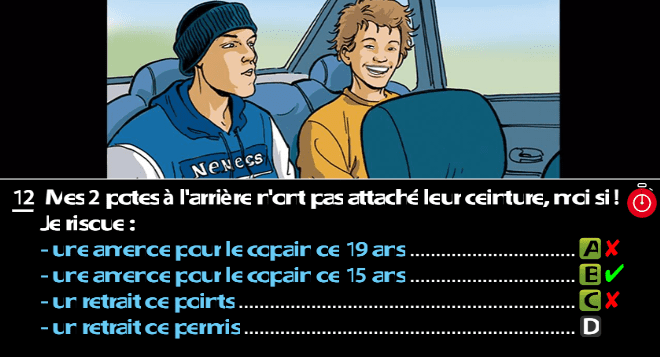 12 Mes 2 potes à l'arrière n'ont pas attaché leur ceinture, moi si !
Je risque :
- une amende pour le copain de 19 ans ............................... A ✘
- une amende pour le copain de 15 ans ............................... B ✔
- un retrait de points ............................................................... C ✘
- un retrait de permis .............................................................. D